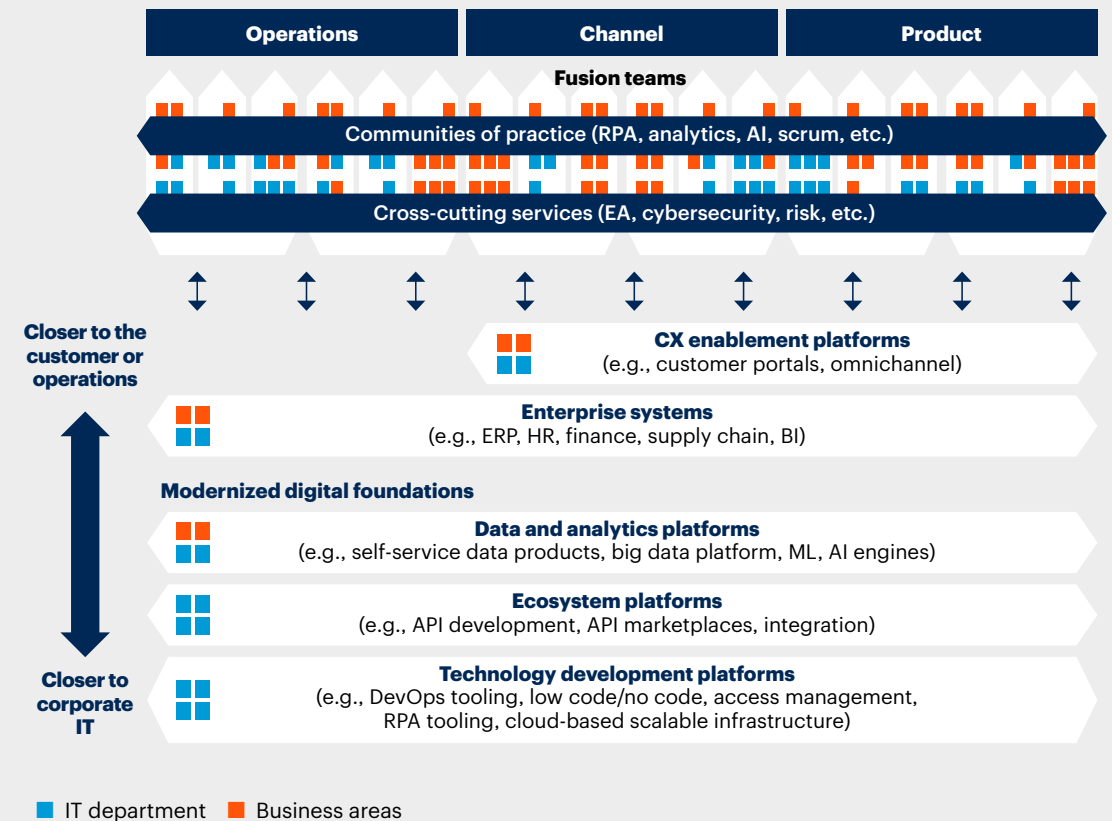 Operations
Channel
Product
Fusion teams
Communities of practice (RPA, analytics, AI, scrum, etc.)
Cross-cutting services (EA, cybersecurity, risk, etc.)
Closer to the
customer or
operations
CX enablement platforms
(e.g., customer portals, omnichannel)
Enterprise systems
(e.g., ERP, HR, finance, supply chain, BI)
Modernized digital foundations
Data and analytics platforms
(e.g., self-service data products, big data platform, ML, AI engines)
Ecosystem platforms
(e.g., API development, API marketplaces, integration)
Closer to
corporate
IT
Technology development platforms
(e.g., DevOps tooling, low code/no code, access management,
RPA tooling, cloud-based scalable infrastructure)
IT department
Business areas